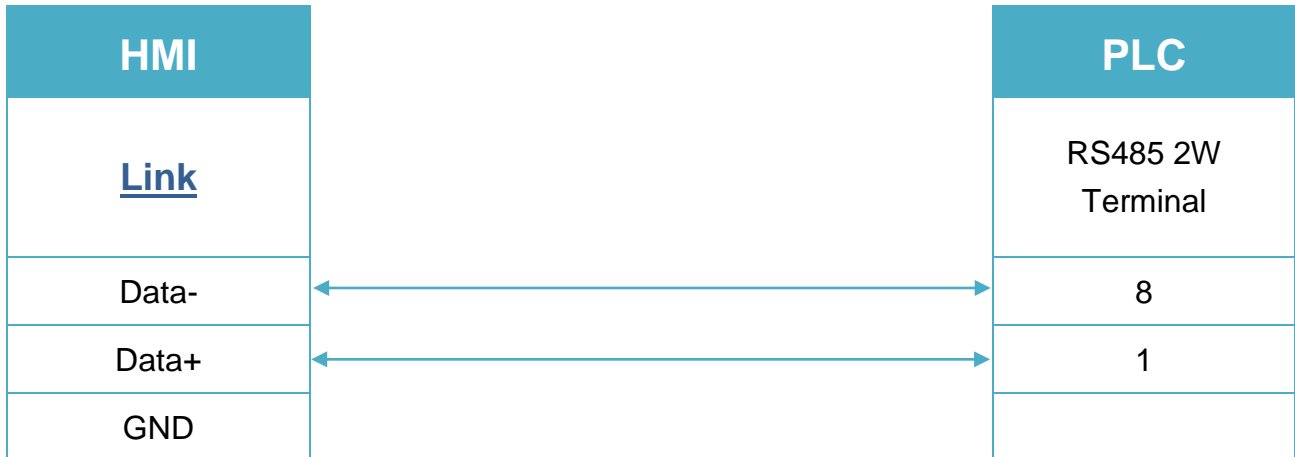 HMI
PLC
Link
RS485 2W
Terminal
Data-
8
Data+
1
GND